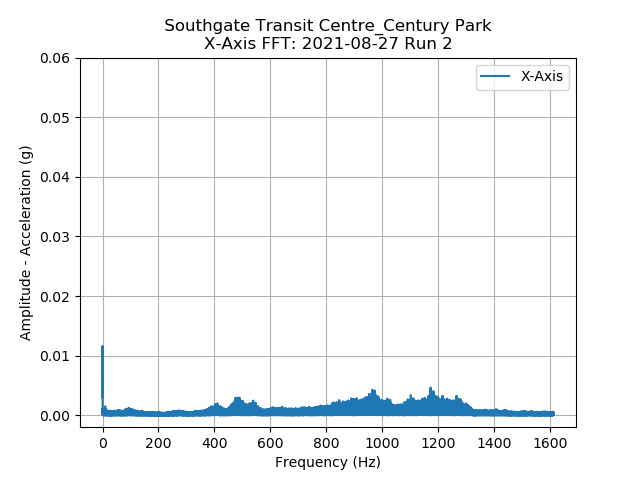 Southgate Transit Centre_Century Park
X-Axis FFT: 2021-08-27 Run 2
X-Axis
Amplitude - Acceleration (g)
0.06
0.05
0.04
0.03
0.02
0.01
0.00
0 200 400 600 800 1000 1200 1400 1600
Frequency (Hz)